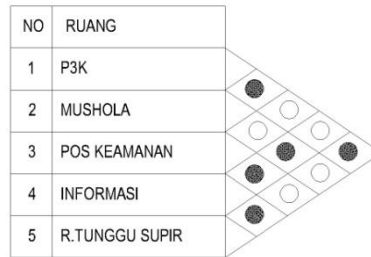 NO RUANG
1 P3K
2 MUSHOLA
3 POS KEAMANAN
4 INFORMASI
5 R.TUNGGU SUPIR